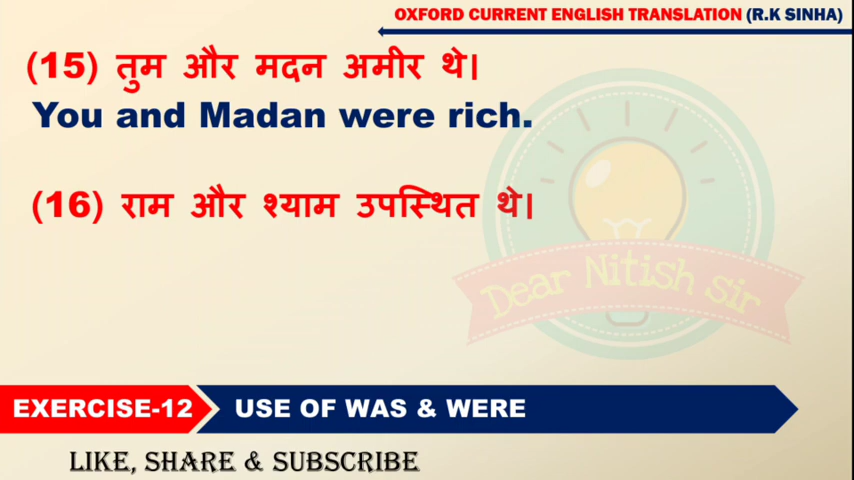 OXFORD CURRENT ENGLISH TRANSLATION (R.K SINHA)
(15) तुम और मदन अमीर थे।
You and Madan were rich.
(16) राम और श्याम उपस्थित थे।
Dear Nitish Sir
EXERCISE-12 USE OF WAS & WERE
LIKE, SHARE & SUBSCRIBE